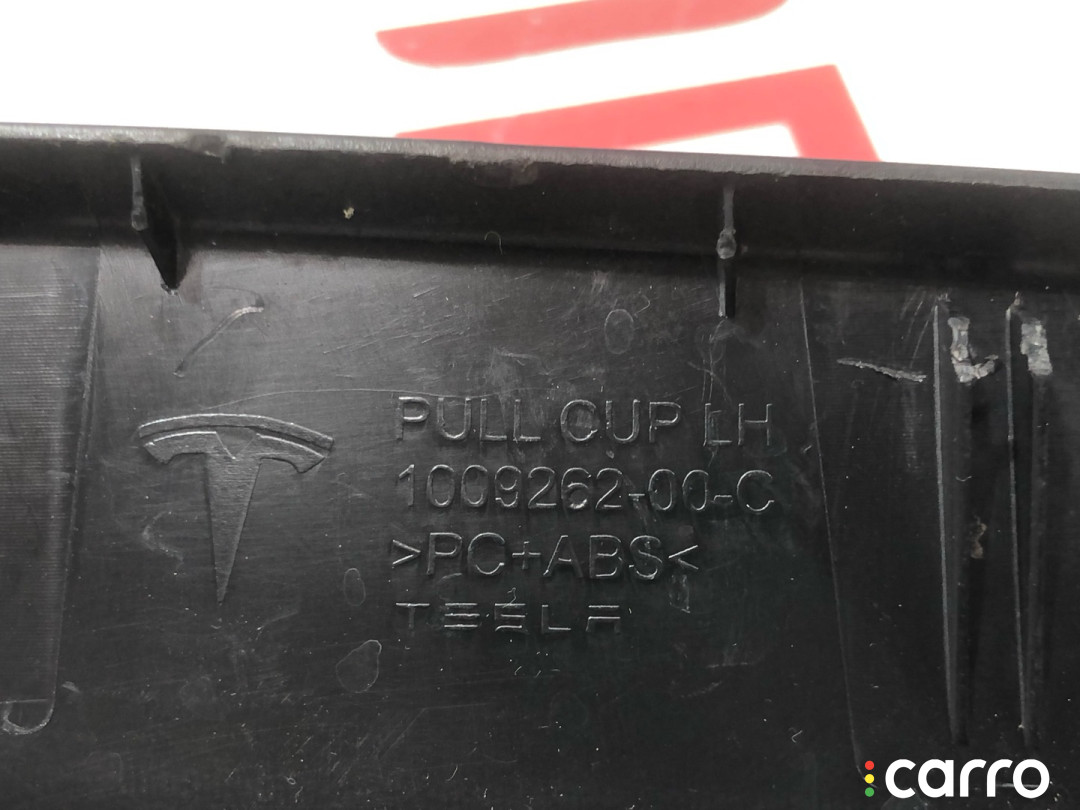 PULL CUP LH
1009262-00-C
>PC+ABS<
TESLA
carro